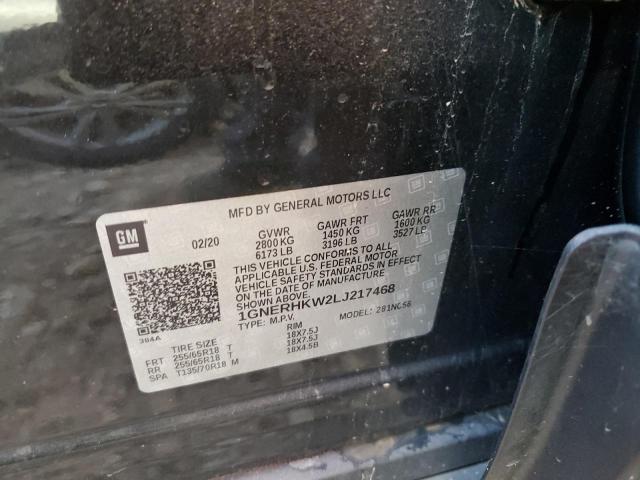 MFD BY GENERAL MOTORS LLC
GM
02/20
GVWR GAWR FRT GAWR RR
2800 KG 1450 KG 1600 KG
6173 LB 3196 LB 3527 LB
THIS VEHICLE CONFORMS TO ALL
APPLICABLE U.S. FEDERAL MOTOR
VEHICLE SAFETY STANDARDS IN EFFECT
ON THE DATE OF MANUFACTURE
SHOWN ABOVE.
1GNERHKW2LJ217468
TYPE: M.P.V. MODEL:
384A
TIRE SIZE RIM
FRT 255/65R18 T 18X7.5J
RR 255/65R18 T 18X7.5J
SPA T135/70R18 M 18X4.5B